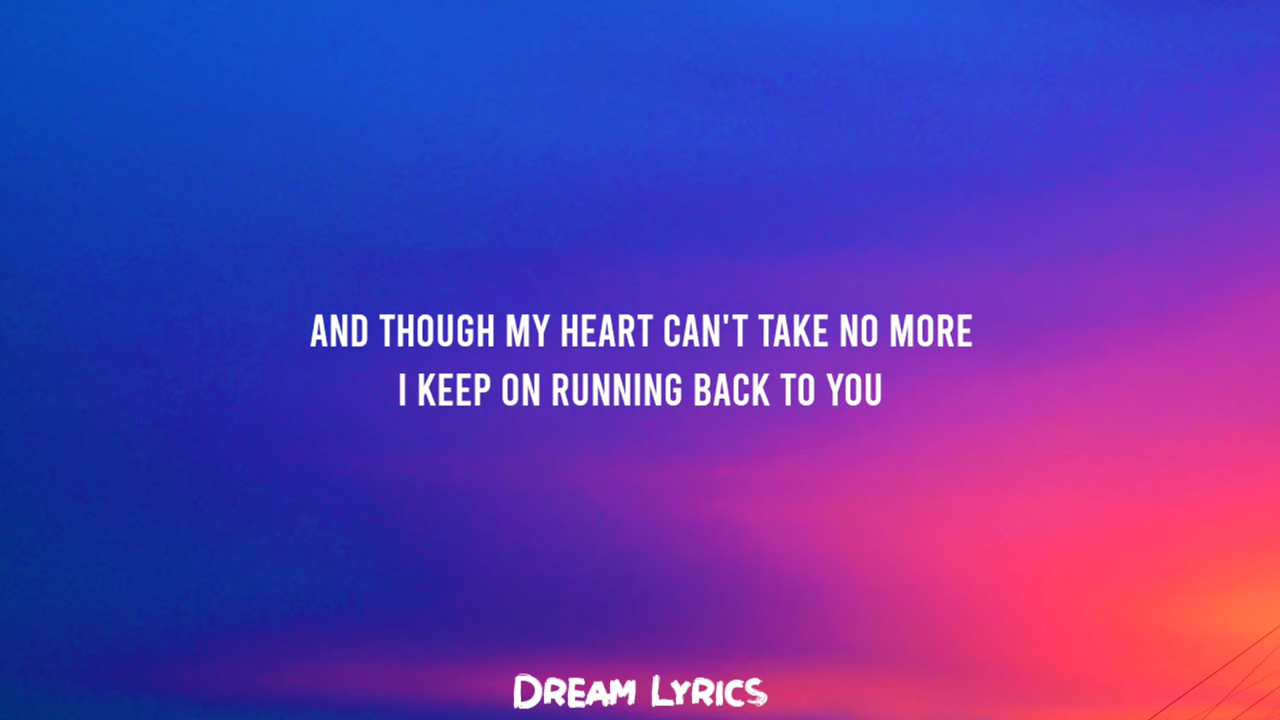 AND THOUGH MY HEART CAN'T TAKE NO MORE
I KEEP ON RUNNING BACK TO YOU
DREAM LYRICS